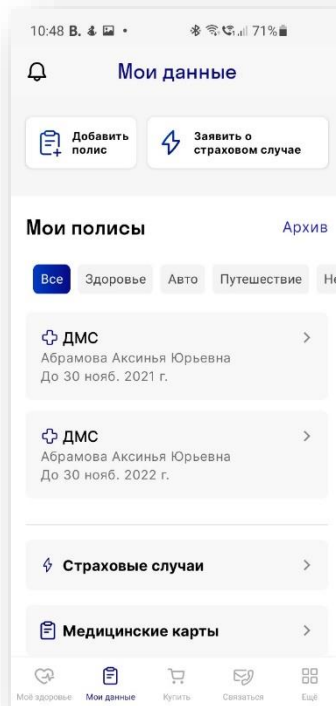 10:48 B. 71%
Мои данные
Добавить полис
Заявить о страховом случае
Мои полисы
Архив
Все Здоровье Авто Путешествие Не
ДМС
Абрамова Аксинья Юрьевна
До 30 нояб. 2021 г.
ДМС
Абрамова Аксинья Юрьевна
До 30 нояб. 2022 г.
Страховые случаи
Медицинские карты
Моё здоровье Мои данные Купить Связаться Ещё